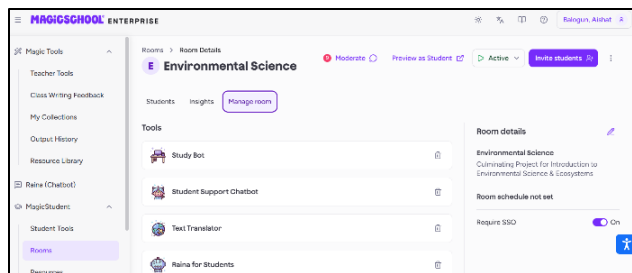 MAGICSCHOOL ENTERPRISE
Balogun, Aishat
Magic Tools
Teacher Tools
Class Writing Feedback
My Collections
Output History
Resource Library
Raina (Chatbot)
MagicStudent
Student Tools
Rooms
Resources
Rooms > Room Details
E Environmental Science
Moderate
Preview as Student
Active
Invite students
Students Insights Manage room
Tools
Study Bot
Student Support Chatbot
Text Translator
Raina for Students
Room details
Environmental Science
Culminating Project for Introduction to
Environmental Science & Ecosystems
Room schedule not set
Require SSO On